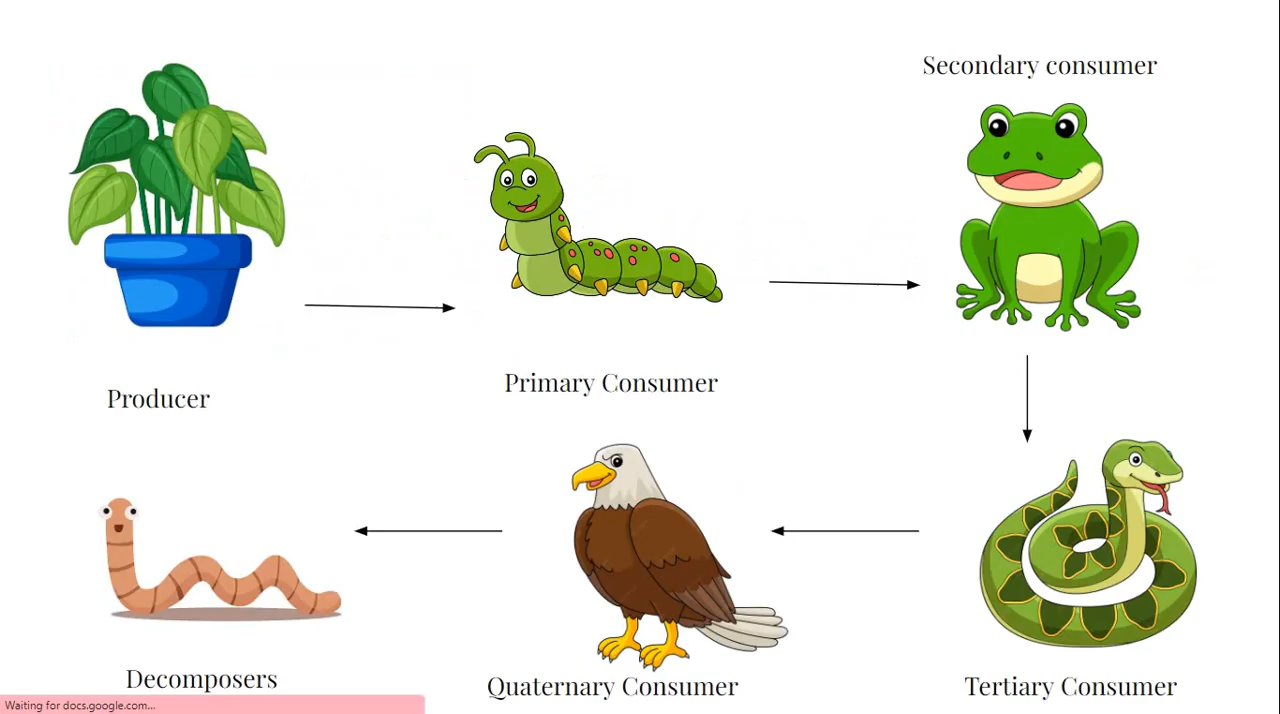 Secondary consumer
Producer
Primary Consumer
Decomposers
Quaternary Consumer
Tertiary Consumer
Waiting for docs.google.com...